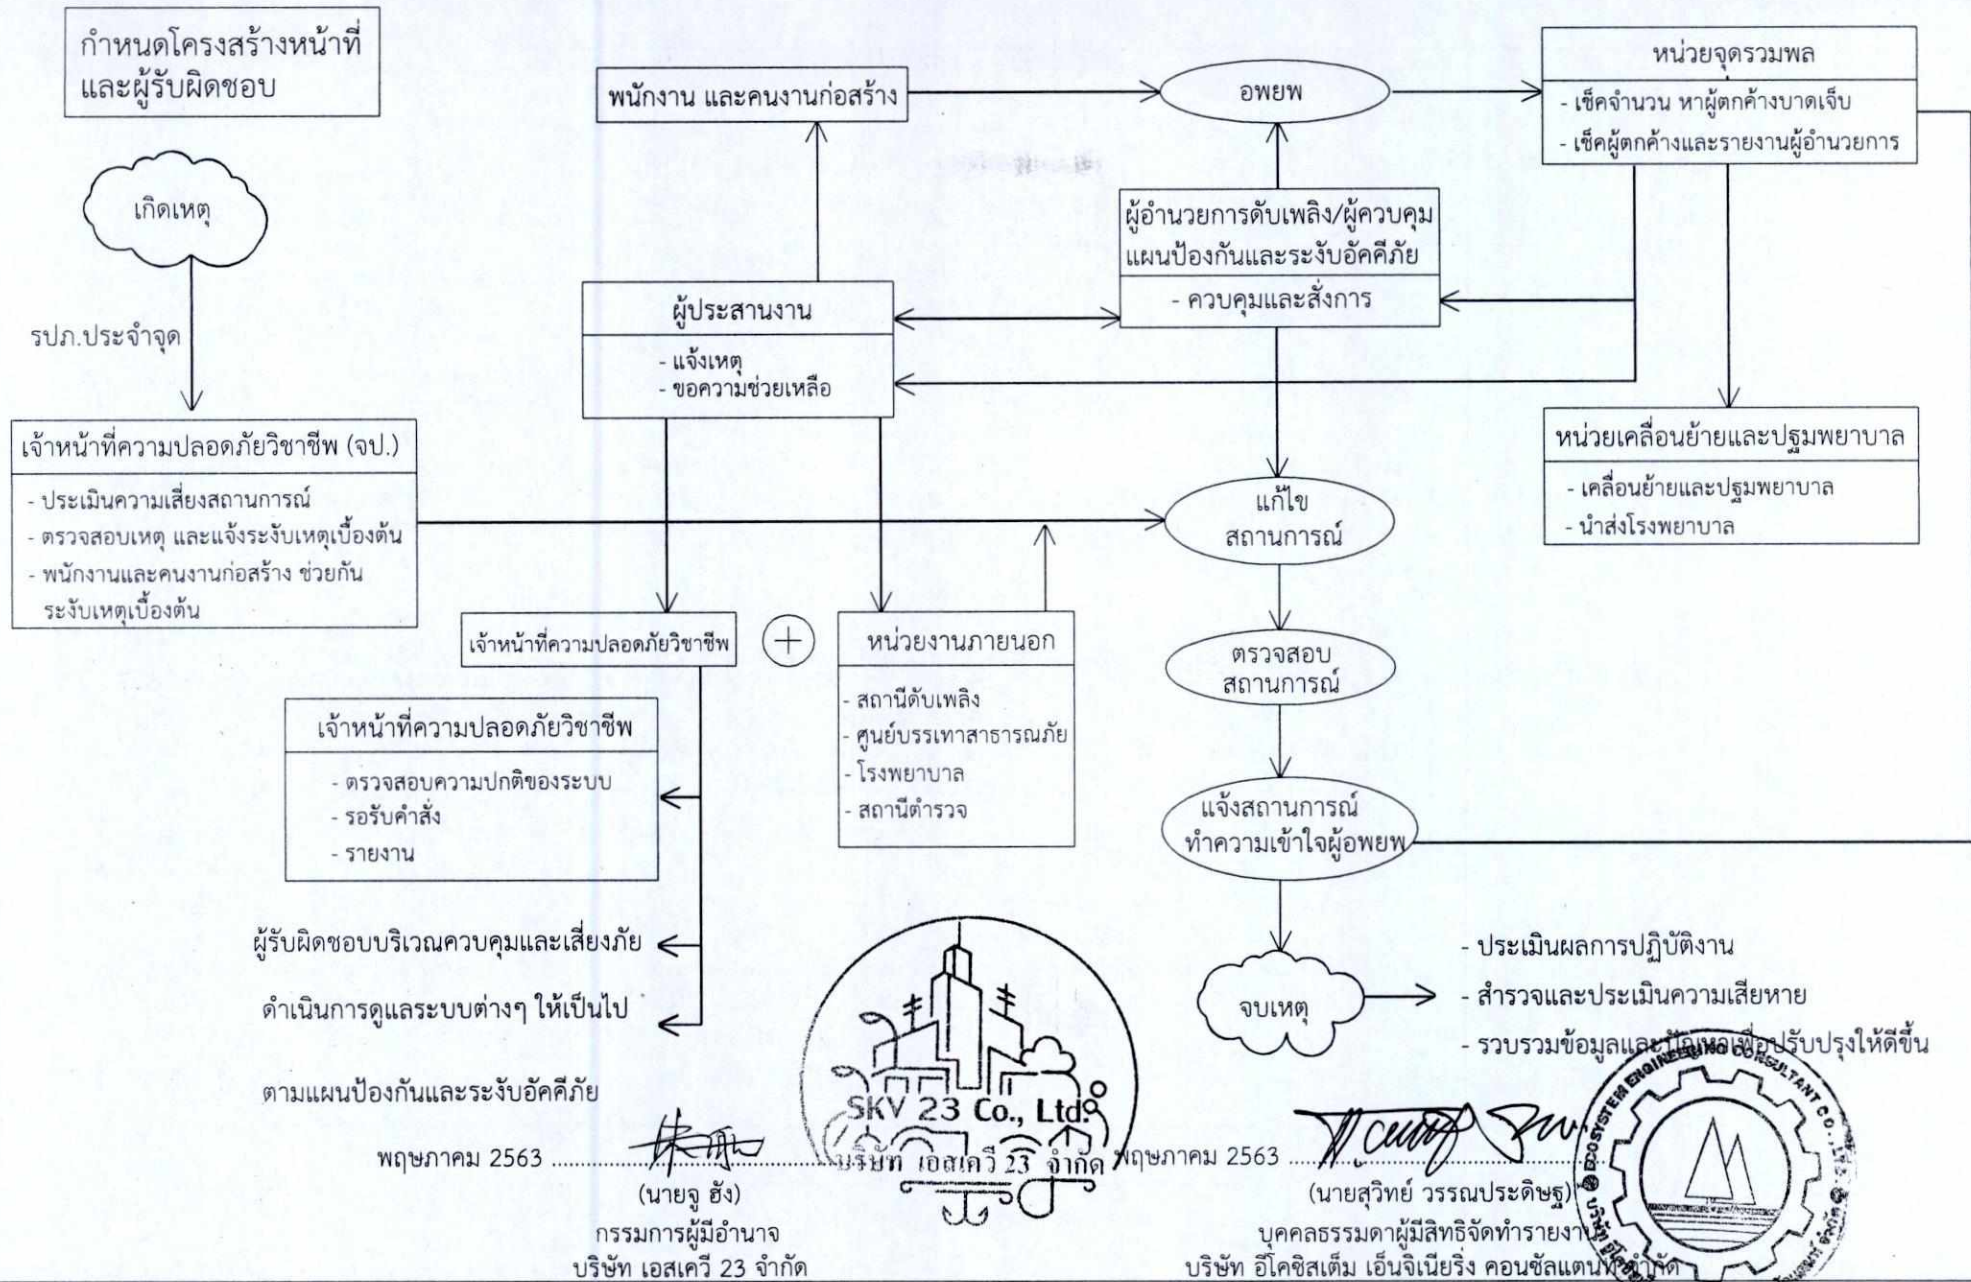 กำหนดโครงสร้างหน้าที่
และผู้รับผิดชอบ
เกิดเหตุ
รปภ.ประจำจุด
เจ้าหน้าที่ความปลอดภัยวิชาชีพ (จป.)
- ประเมินความเสี่ยงสถานการณ์
- ตรวจสอบเหตุ และแจ้งระงับเหตุเบื้องต้น
- พนักงานและคนงานก่อสร้าง ช่วยกัน
ระงับเหตุเบื้องต้น
พนักงาน และคนงานก่อสร้าง
อพยพ
หน่วยจุดรวมพล
- เช็คจำนวน หาผู้ตกค้างบาดเจ็บ
- เช็คผู้ตกค้างและรายงานผู้อำนวยการ
ผู้อำนวยการดับเพลิง/ผู้ควบคุม
แผนป้องกันและระงับอัคคีภัย
- ควบคุมและสั่งการ
ผู้ประสานงาน
- แจ้งเหตุ
- ขอความช่วยเหลือ
หน่วยเคลื่อนย้ายและปฐมพยาบาล
- เคลื่อนย้ายและปฐมพยาบาล
- นำส่งโรงพยาบาล
แก้ไข
สถานการณ์
เจ้าหน้าที่ความปลอดภัยวิชาชีพ
+
หน่วยงานภายนอก
- สถานีดับเพลิง
- ศูนย์บรรเทาสาธารณภัย
- โรงพยาบาล
- สถานีตำรวจ
ตรวจสอบ
สถานการณ์
เจ้าหน้าที่ความปลอดภัยวิชาชีพ
- ตรวจสอบความปกติของระบบ
- รอรับคำสั่ง
- รายงาน
แจ้งสถานการณ์
ทำความเข้าใจผู้อพยพ
ผู้รับผิดชอบบริเวณควบคุมและเสี่ยงภัย
ดำเนินการดูแลระบบต่างๆ ให้เป็นไป
ตามแผนป้องกันและระงับอัคคีภัย
จบเหตุ
- ประเมินผลการปฏิบัติงาน
- สำรวจและประเมินความเสียหาย
- รวบรวมข้อมูลและปัญหาเพื่อปรับปรุงให้ดีขึ้น
SKV 23 Co., Ltd.
บริษัท เอสเควี 23 จำกัด
ECOSYSTEM ENGINEERING CONSULTANT CO., LTD.
พฤษภาคม 2563
(นายจู ฮัง)
กรรมการผู้มีอำนาจ
บริษัท เอสเควี 23 จำกัด
พฤษภาคม 2563
(นายสุวิทย์ วรรณประดิษฐ)
บุคคลธรรมดาผู้มีสิทธิจัดทำรายงาน
บริษัท อีโคซิสเต็ม เอ็นจิเนียริ่ง คอนซัลแตนท์ จำกัด